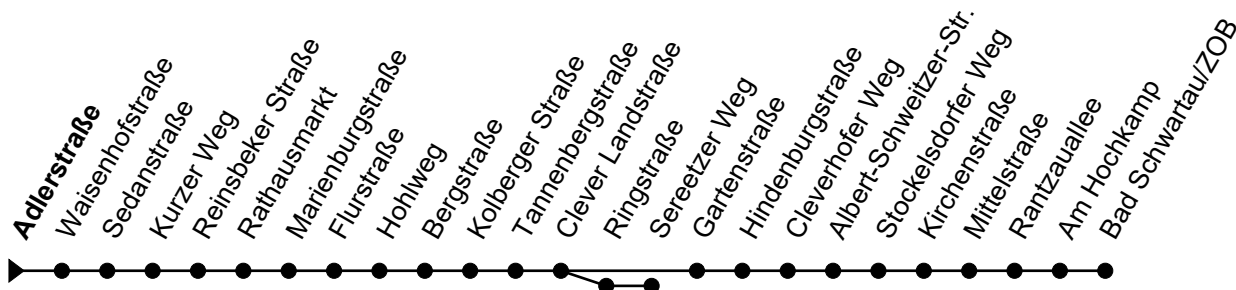 Adlerstraße
Waisenhofstraße
Sedanstraße
Kurzer Weg
Reinsbeker Straße
Rathausmarkt
Marienburgstraße
Flurstraße
Hohlweg
Bergstraße
Kolberger Straße
Tannenbergstraße
Clever Landstraße
Ringstraße
Sereetzer Weg
Gartenstraße
Hindenburgstraße
Cleverhofer Weg
Albert-Schweitzer-Str.
Stockelsdorfer Weg
Kirchenstraße
Mittelstraße
Rantzauallee
Am Hochkamp
Bad Schwartau/ZOB